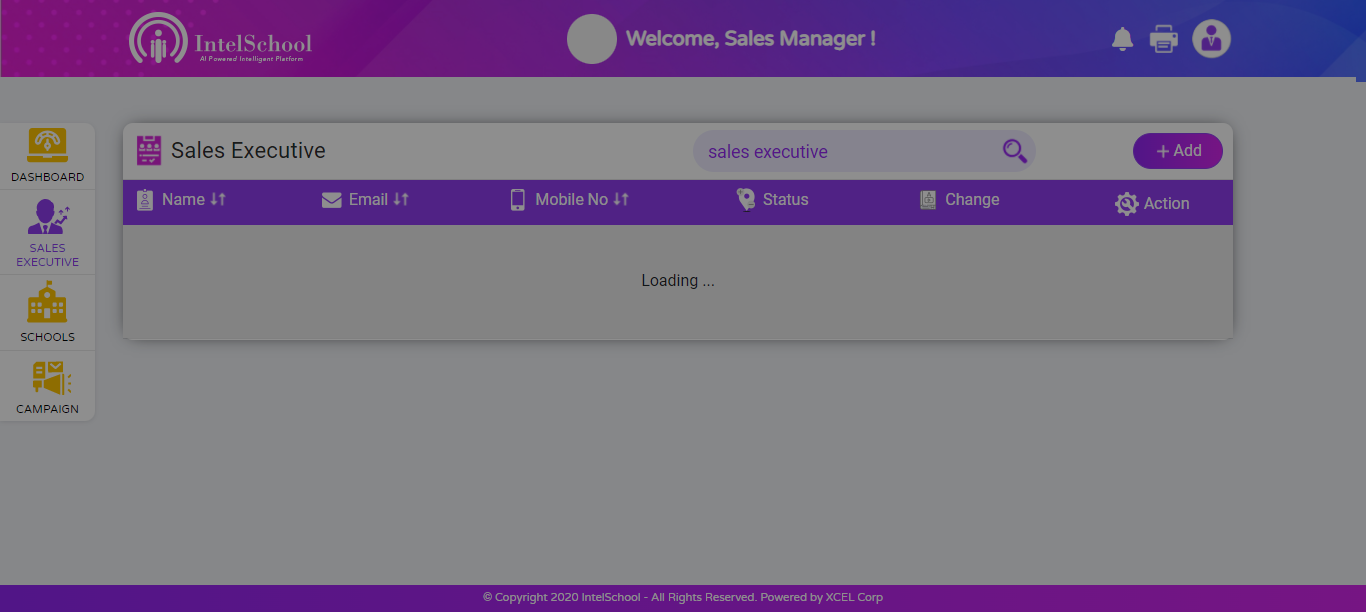 IntelSchool
AI Powered Intelligent Platform
Welcome, Sales Manager !
DASHBOARD
SALES
EXECUTIVE
SCHOOLS
CAMPAIGN
Sales Executive
sales executive
+ Add
Name
Email
Mobile No
Status
Change
Action
Loading ...
© Copyright 2020 IntelSchool - All Rights Reserved. Powered by XCEL Corp